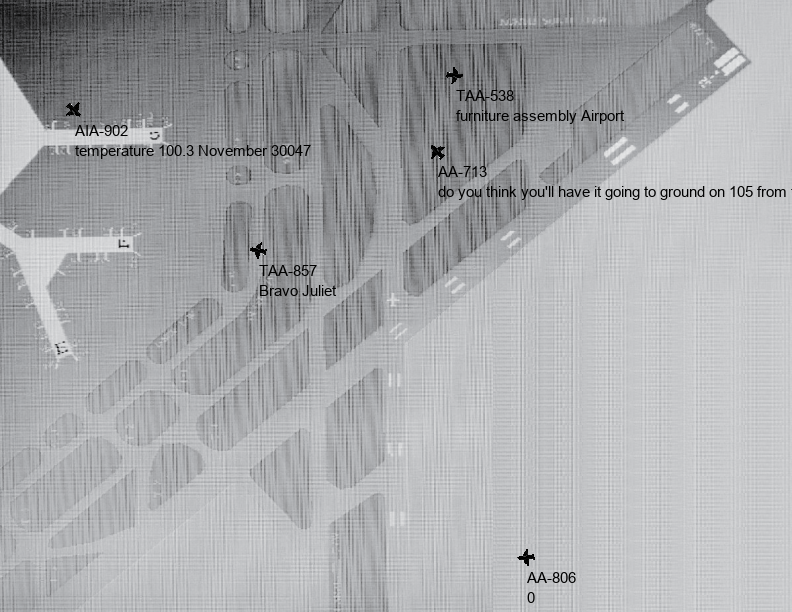 TAA-538
furniture assembly Airport
AIA-902
temperature 100.3 November 30047
AA-713
do you think you'll have it going to ground on 105 from
TAA-857
Bravo Juliet
AA-806
0